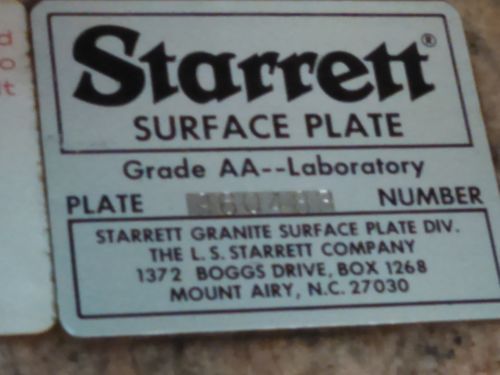 Starrett®
SURFACE PLATE
Grade AA--Laboratory
PLATE NUMBER
STARRETT GRANITE SURFACE PLATE DIV.
THE L.S. STARRETT COMPANY
1372 BOGGS DRIVE, BOX 1268
MOUNT AIRY, N.C. 27030